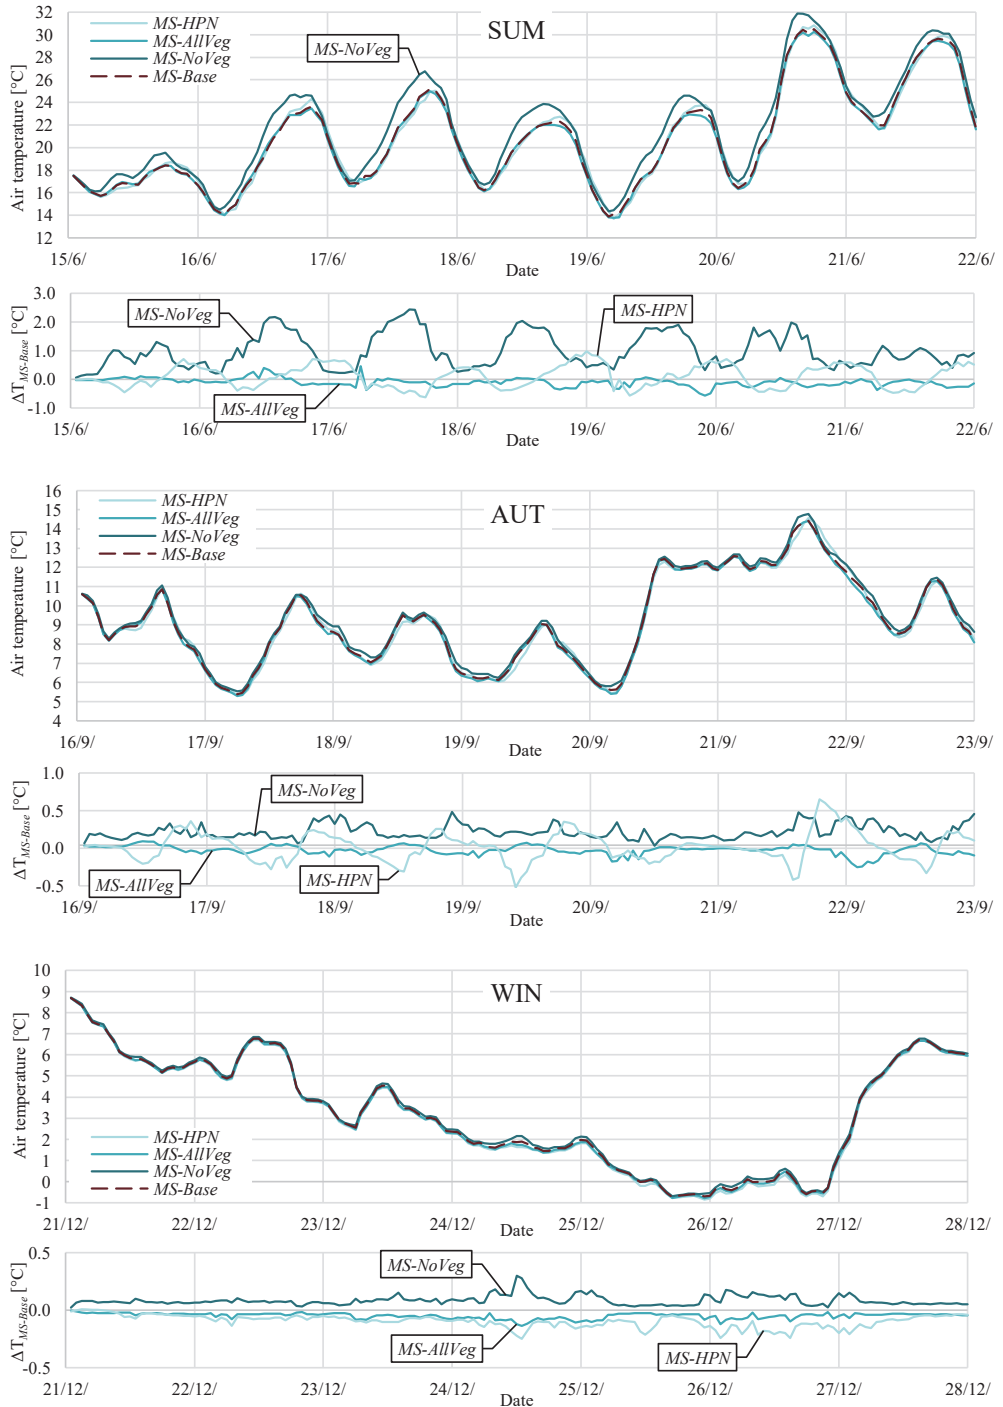 SUM
MS-HPN
MS-AllVeg
MS-NoVeg
MS-Base
MS-NoVeg
Air temperature [°C]
32
30
28
26
24
22
20
18
16
14
12
15/6/ 16/6/ 17/6/ 18/6/ 19/6/ 20/6/ 21/6/ 22/6/
Date
ΔT_MS-Base [°C]
3.0
2.0
1.0
0.0
-1.0
MS-NoVeg
MS-HPN
MS-AllVeg
15/6/ 16/6/ 17/6/ 18/6/ 19/6/ 20/6/ 21/6/ 22/6/
Date
AUT
MS-HPN
MS-AllVeg
MS-NoVeg
MS-Base
Air temperature [°C]
16
15
14
13
12
11
10
9
8
7
6
5
4
16/9/ 17/9/ 18/9/ 19/9/ 20/9/ 21/9/ 22/9/ 23/9/
Date
ΔT_MS-Base [°C]
1.0
0.5
0.0
-0.5
MS-NoVeg
MS-AllVeg
MS-HPN
16/9/ 17/9/ 18/9/ 19/9/ 20/9/ 21/9/ 22/9/ 23/9/
Date
WIN
Air temperature [°C]
10
9
8
7
6
5
4
3
2
1
0
-1
MS-HPN
MS-AllVeg
MS-NoVeg
MS-Base
21/12/ 22/12/ 23/12/ 24/12/ 25/12/ 26/12/ 27/12/ 28/12/
Date
ΔT_MS-Base [°C]
0.5
0.0
-0.5
MS-NoVeg
MS-AllVeg
MS-HPN
21/12/ 22/12/ 23/12/ 24/12/ 25/12/ 26/12/ 27/12/ 28/12/
Date